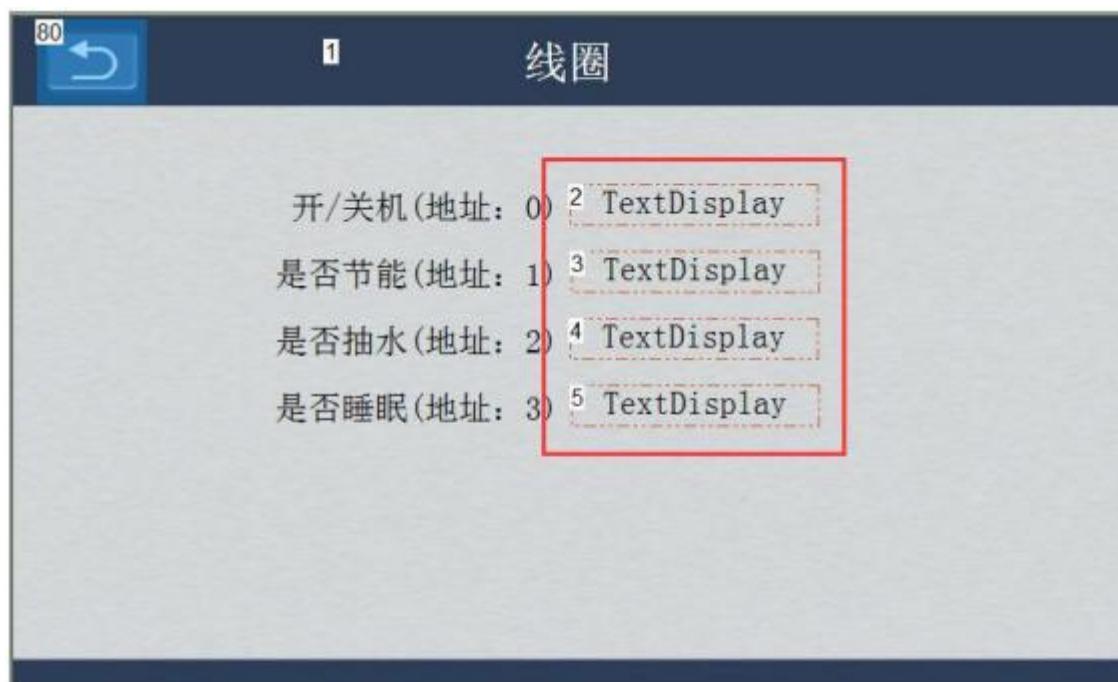 80
1
线圈
开/关机(地址: 0) 2 TextDisplay
是否节能(地址: 1) 3 TextDisplay
是否抽水(地址: 2) 4 TextDisplay
是否睡眠(地址: 3) 5 TextDisplay